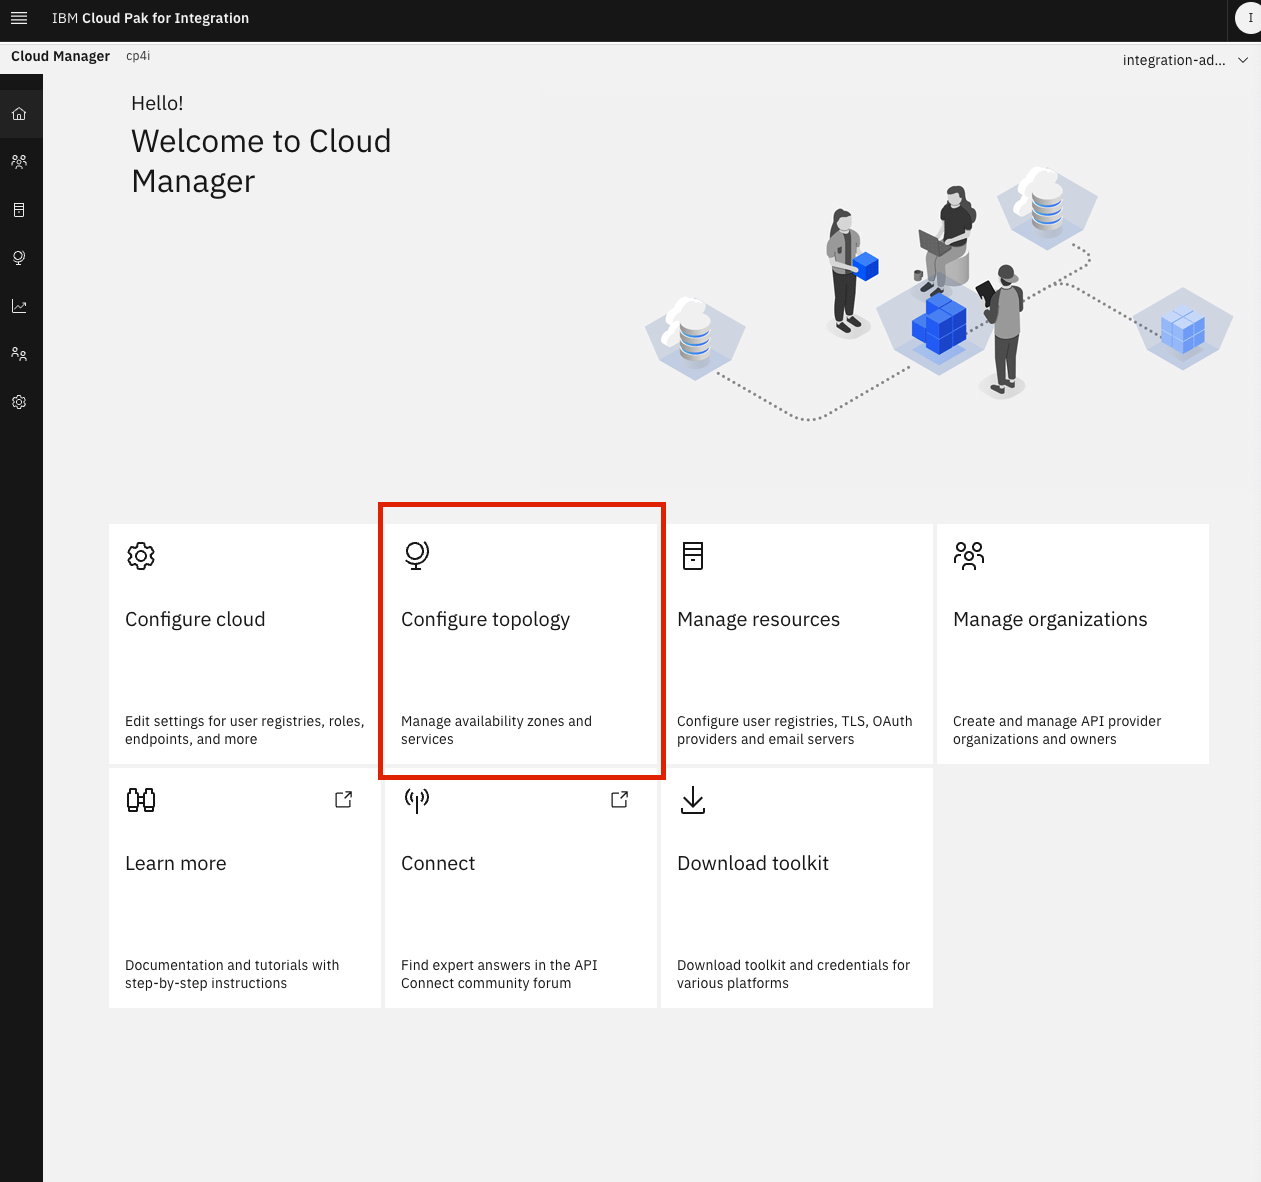 IBM Cloud Pak for Integration
I
Cloud Manager cp4i
integration-ad...
Hello!
Welcome to Cloud
Manager
Configure cloud
Edit settings for user registries, roles,
endpoints, and more
Configure topology
Manage availability zones and
services
Manage resources
Configure user registries, TLS, OAuth
providers and email servers
Manage organizations
Create and manage API provider
organizations and owners
Learn more
Documentation and tutorials with
step-by-step instructions
Connect
Find expert answers in the API
Connect community forum
Download toolkit
Download toolkit and credentials for
various platforms